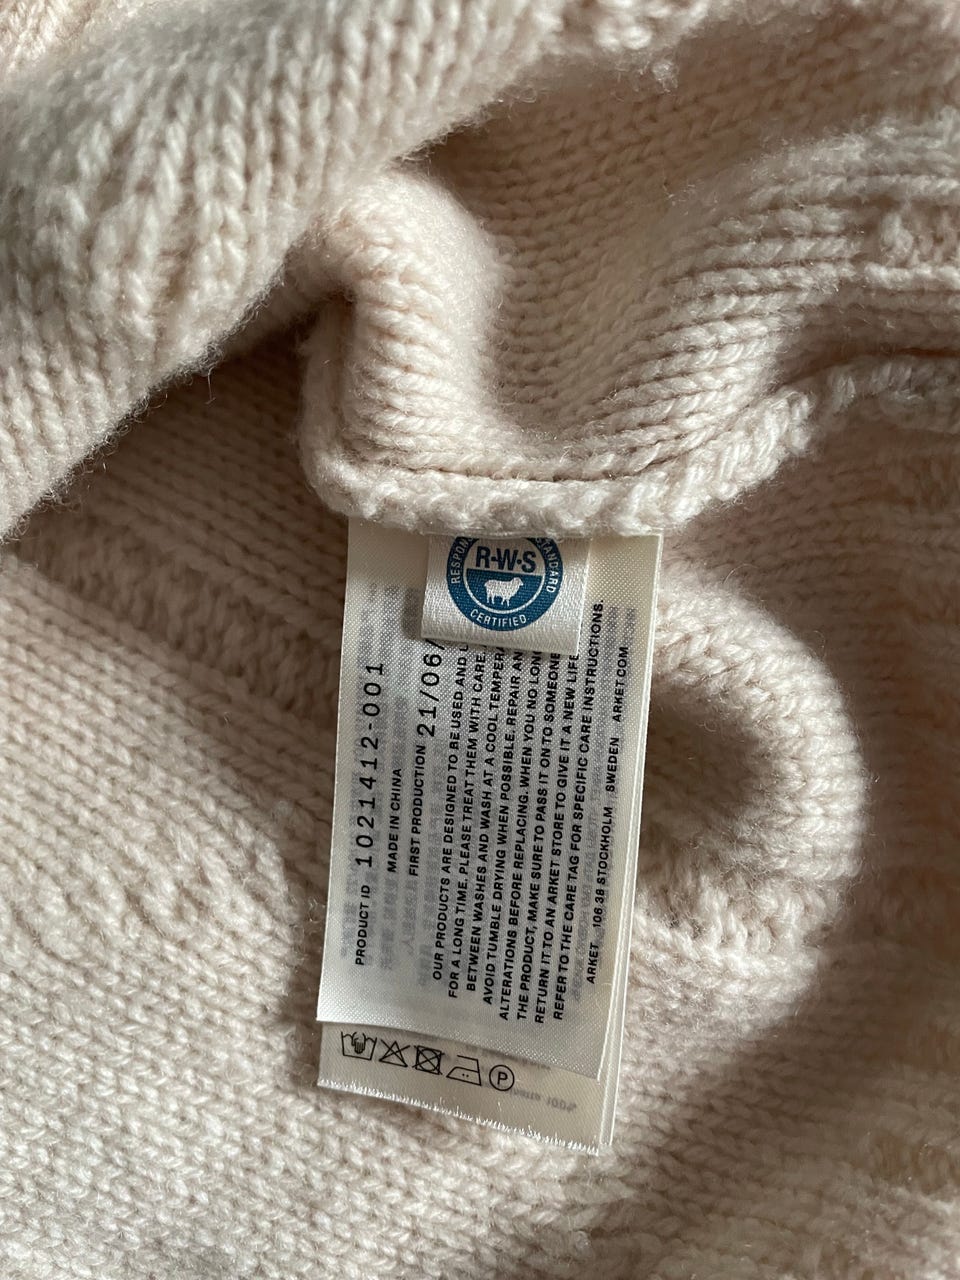 RESPON STANDARD
R·W·S
CERTIFIED
PRODUCT ID 1021412-001
MADE IN CHINA
FIRST PRODUCTION 21/06/
OUR PRODUCTS ARE DESIGNED TO BE USED AND
FOR A LONG TIME. PLEASE TREAT THEM WITH CARE.
BETWEEN WASHES AND WASH AT A COOL TEMPERA
AVOID TUMBLE DRYING WHEN POSSIBLE. REPAIR AN
ALTERATIONS BEFORE REPLACING. WHEN YOU NO LONG
THE PRODUCT, MAKE SURE TO PASS IT ON TO SOMEONE
RETURN IT TO AN ARKET STORE TO GIVE IT A NEW LIFE
REFER TO THE CARE TAG FOR SPECIFIC CARE INSTRUCTIONS.
ARKET 106 38 STOCKHOLM SWEDEN ARKET.COM
P